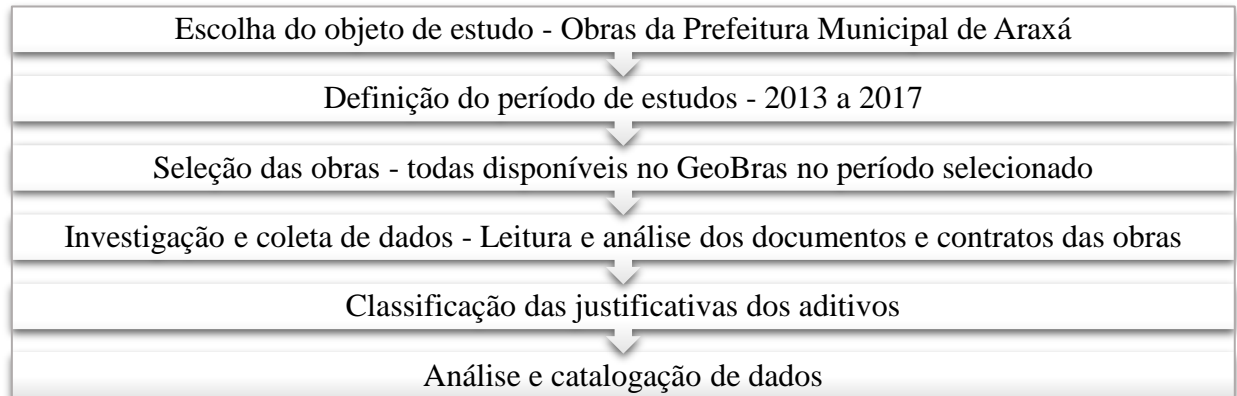 Escolha do objeto de estudo - Obras da Prefeitura Municipal de Araxá
Definição do período de estudos - 2013 a 2017
Seleção das obras - todas disponíveis no GeoBras no período selecionado
Investigação e coleta de dados - Leitura e análise dos documentos e contratos das obras
Classificação das justificativas dos aditivos
Análise e catalogação de dados